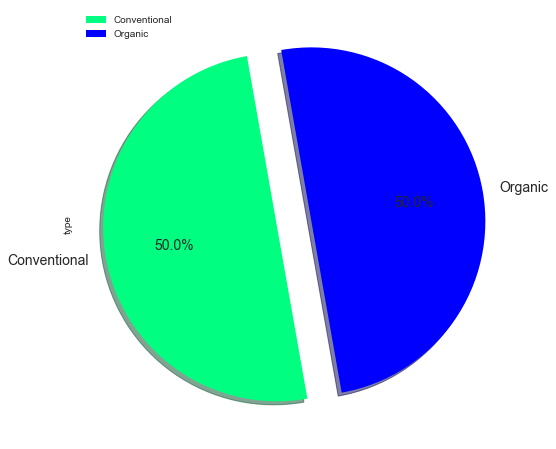 Conventional
Organic
Organic
50.0%
type
50.0%
Conventional